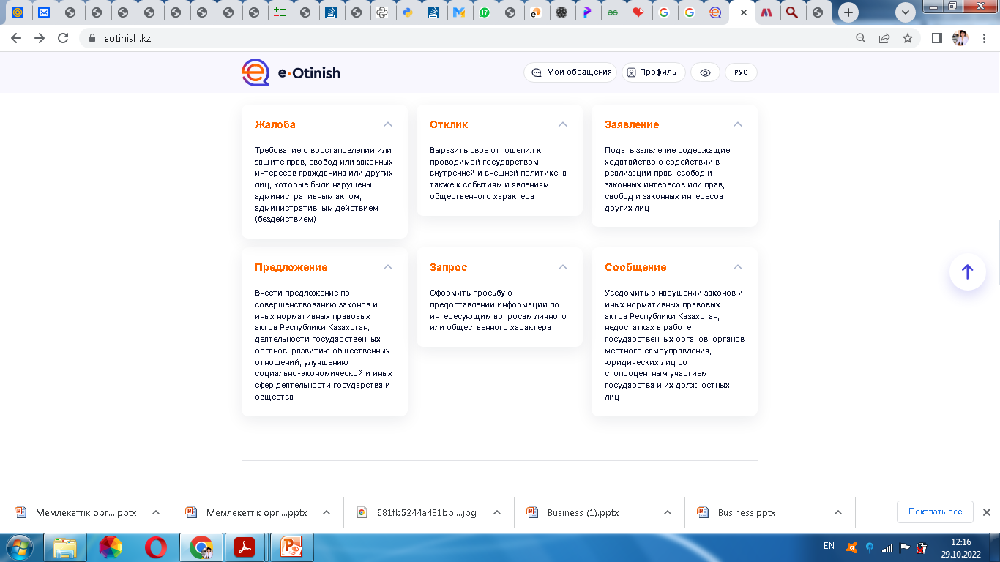 17
eotinish.kz
e·Otinish
Мои обращения
Профиль
РУС
Жалоба
Требование о восстановлении или
защите прав, свобод или законных
интересов гражданина или других
лиц, которые были нарушены
административным актом,
административным действием
(бездействием)
Отклик
Выразить свое отношения к
проводимой государством
внутренней и внешней политике, а
также к событиям и явлениям
общественного характера
Заявление
Подать заявление содержащие
ходатайство о содействии в
реализации прав, свобод и
законных интересов или прав,
свобод и законных интересов
других лиц
Предложение
Внести предложение по
совершенствованию законов и
иных нормативных правовых
актов Республики Казахстан,
деятельности государственных
органов, развитию общественных
отношений, улучшению
социально-экономической и иных
сфер деятельности государства и
общества
Запрос
Оформить просьбу о
предоставлении информации по
интересующим вопросам личного
или общественного характера
Сообщение
Уведомить о нарушении законов и
иных нормативных правовых
актов Республики Казахстан,
недостатках в работе
государственных органов, органов
местного самоуправления,
юридических лиц со
стопроцентным участием
государства и их должностных
лиц
Мемлекеттік орг....pptx
Мемлекеттік орг....pptx
681fb5244a431bb....jpg
Business (1).pptx
Business.pptx
Показать все
EN
12:16
29.10.2022